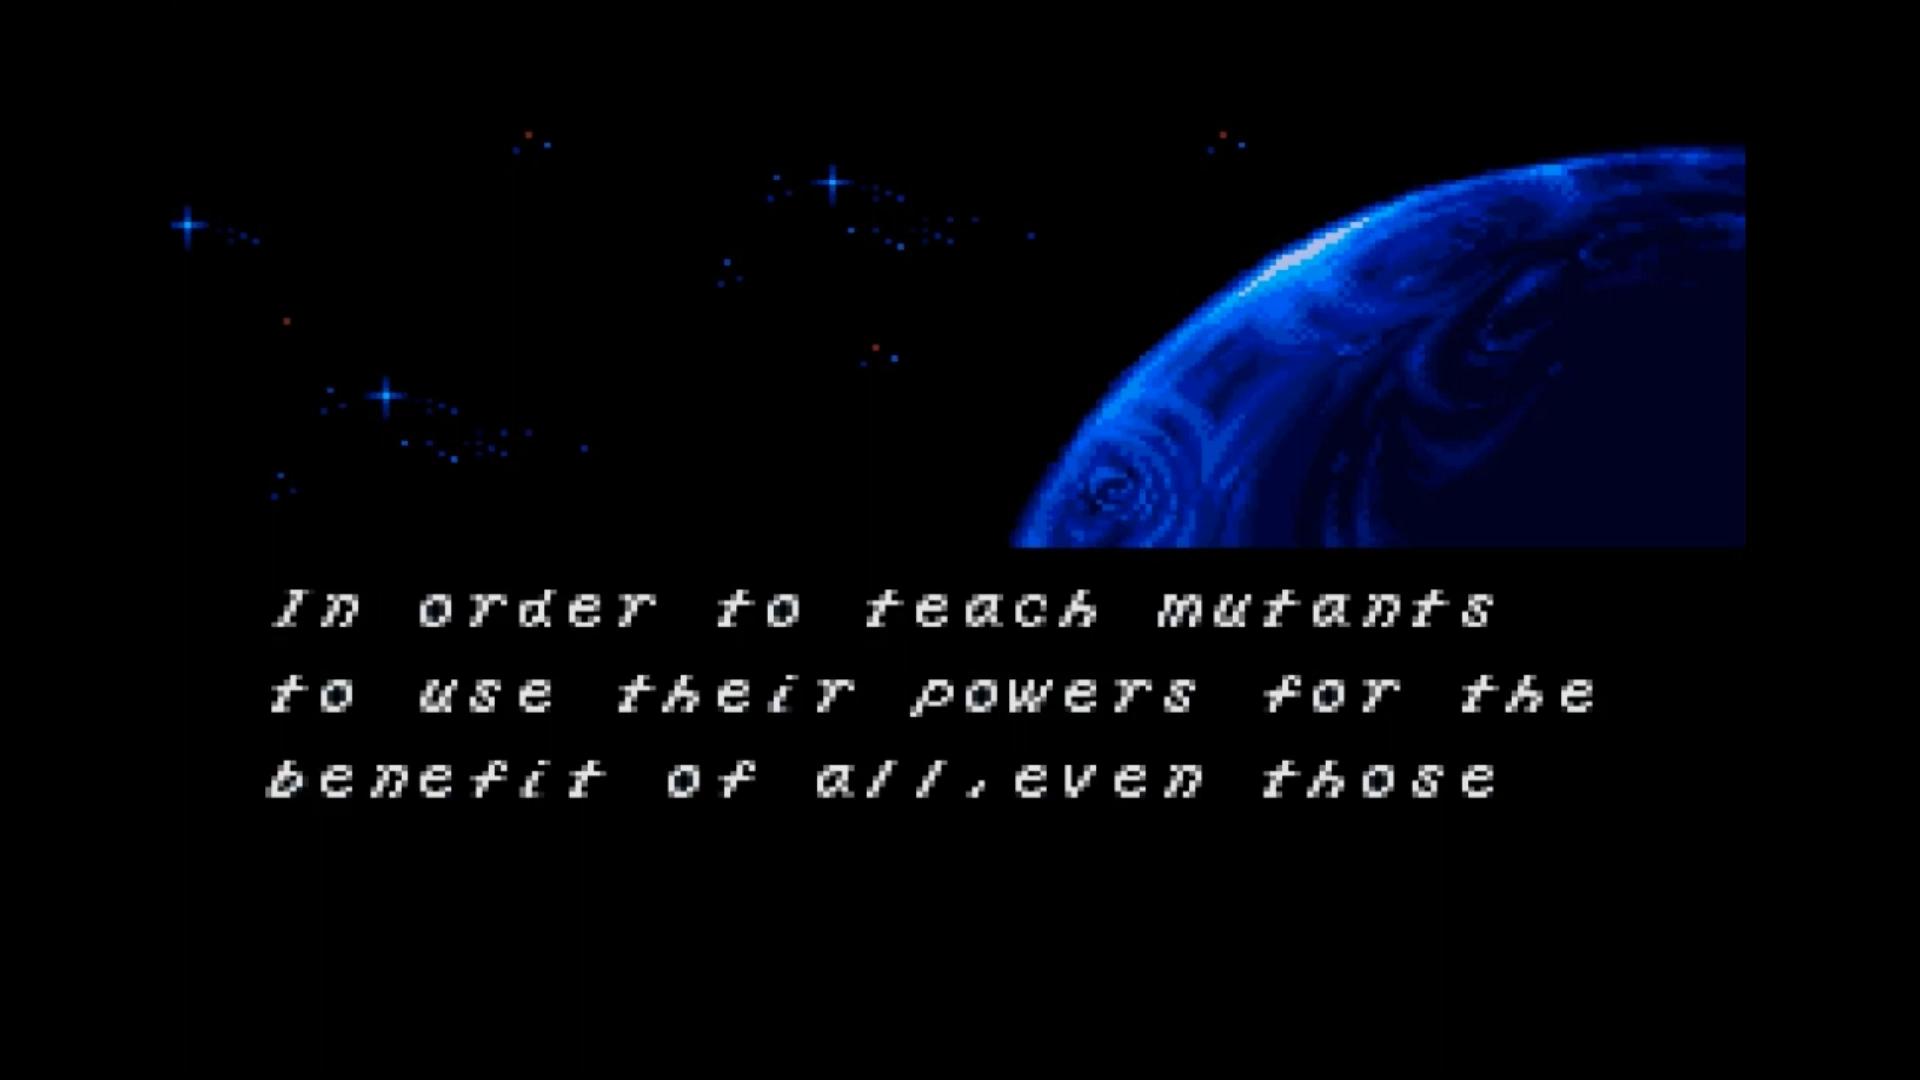 In order to teach mutants
to use their powers for the
benefit of all,even those